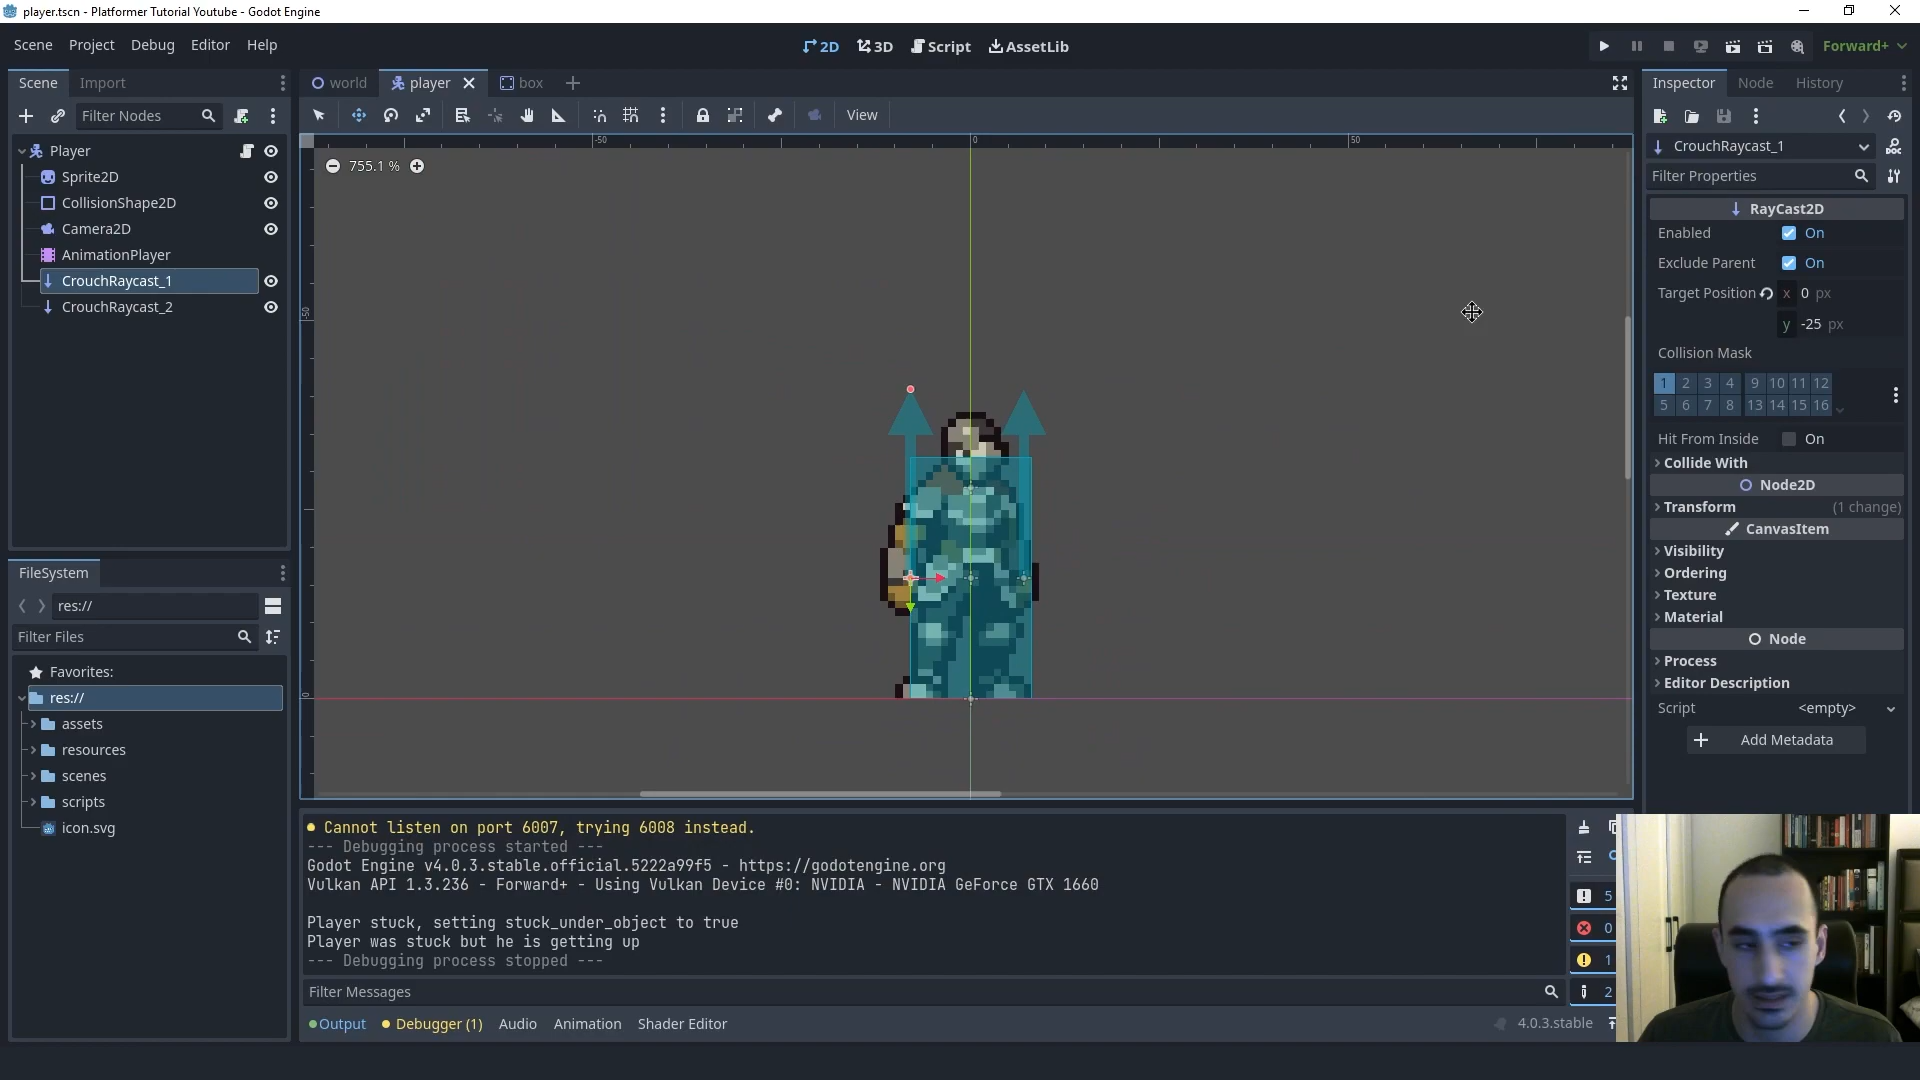 player.tscn - Platformer Tutorial Youtube - Godot Engine
Scene Project Debug Editor Help
2D 3D Script AssetLib
Forward+
Scene Import
world player box
Inspector Node History
Filter Nodes
View
CrouchRaycast_1
Filter Properties
Player
Sprite2D
CollisionShape2D
Camera2D
AnimationPlayer
CrouchRaycast_1
CrouchRaycast_2
-50 0 50
755.1 %
-50
0
RayCast2D
Enabled On
Exclude Parent On
Target Position x 0 px
y -25 px
Collision Mask
1 2 3 4 9 10 11 12
5 6 7 8 13 14 15 16
Hit From Inside On
Collide With
Node2D
Transform (1 change)
CanvasItem
Visibility
Ordering
Texture
Material
Node
Process
Editor Description
Script <empty>
Add Metadata
FileSystem
res://
Filter Files
Favorites:
res://
assets
resources
scenes
scripts
icon.svg
Cannot listen on port 6007, trying 6008 instead.
--- Debugging process started ---
Godot Engine v4.0.3.stable.official.5222a99f5 - https://godotengine.org
Vulkan API 1.3.236 - Forward+ - Using Vulkan Device #0: NVIDIA - NVIDIA GeForce GTX 1660
Player stuck, setting stuck_under_object to true
Player was stuck but he is getting up
--- Debugging process stopped ---
5
0
1
2
Filter Messages
Output Debugger (1) Audio Animation Shader Editor
4.0.3.stable